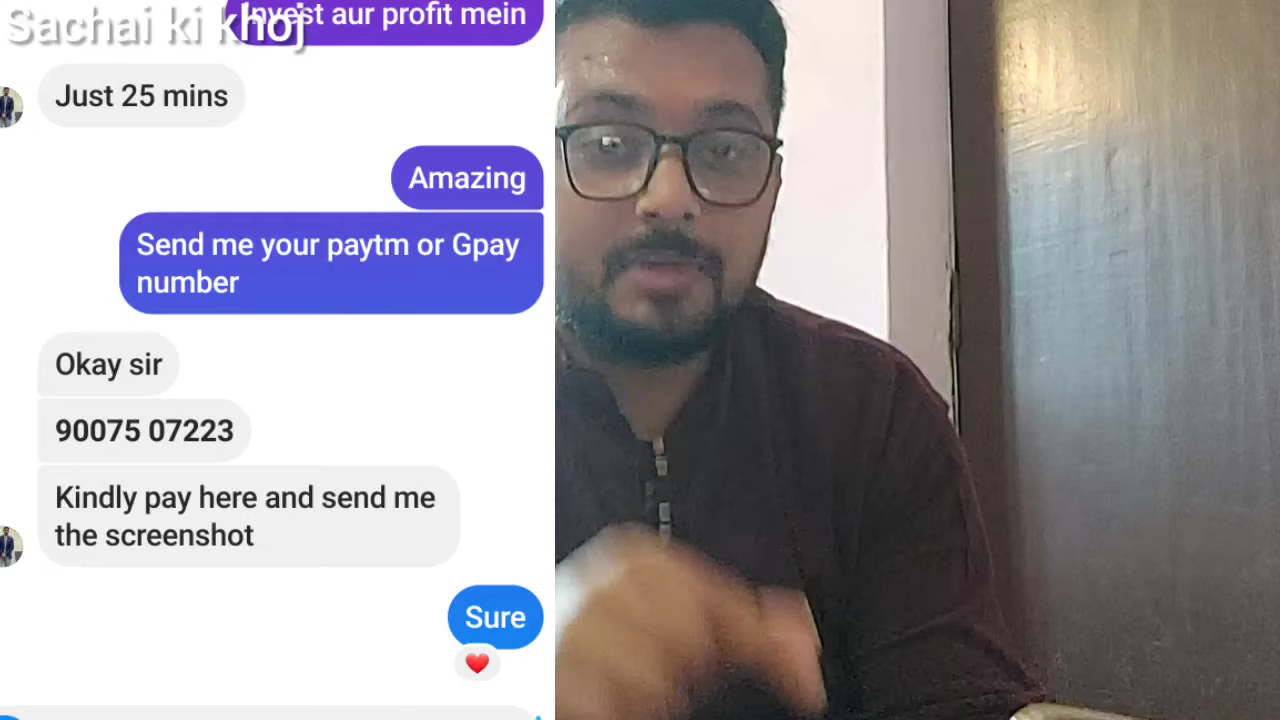 Sachai ki khoj
Invest aur profit mein
Just 25 mins
Amazing
Send me your paytm or Gpay
number
Okay sir
90075 07223
Kindly pay here and send me
the screenshot
Sure